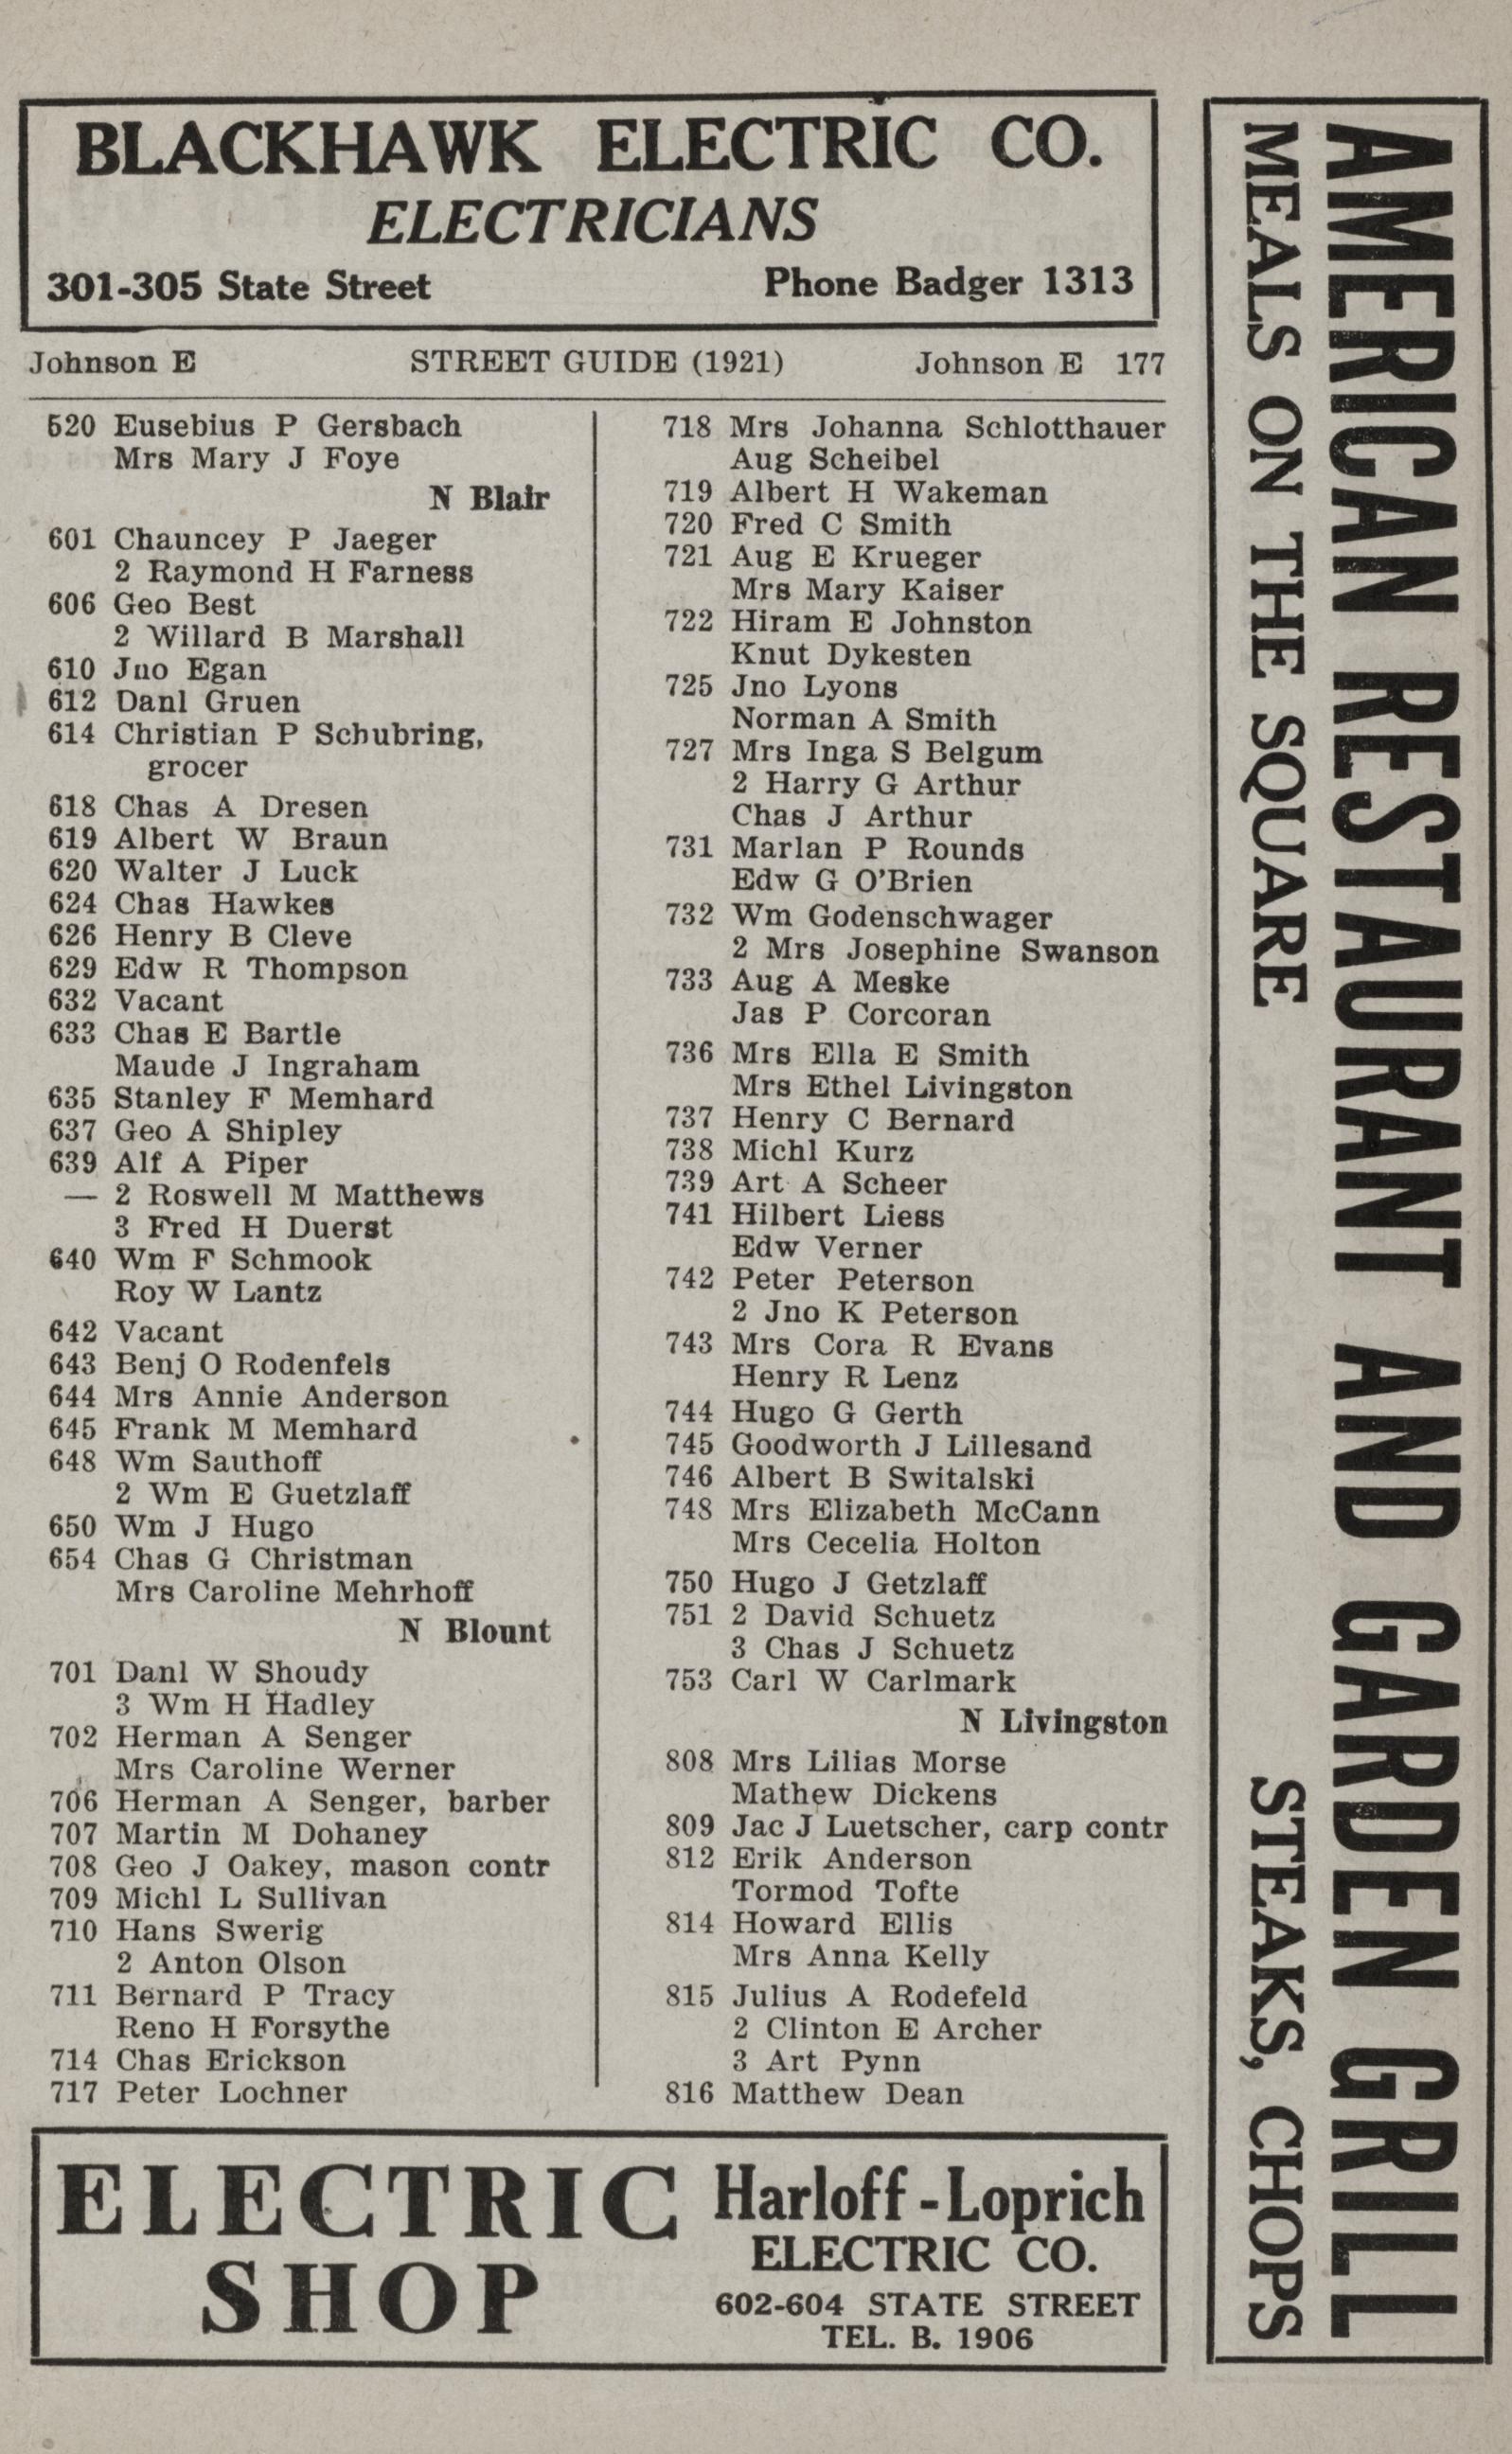 BLACKHAWK ELECTRIC CO.
ELECTRICIANS
301-305 State Street Phone Badger 1313
Johnson E STREET GUIDE (1921) Johnson E 177
520 Eusebius P Gersbach
Mrs Mary J Foye
N Blair
601 Chauncey P Jaeger
2 Raymond H Farness
606 Geo Best
2 Willard B Marshall
610 Jno Egan
612 Danl Gruen
614 Christian P Schubring,
grocer
618 Chas A Dresen
619 Albert W Braun
620 Walter J Luck
624 Chas Hawkes
626 Henry B Cleve
629 Edw R Thompson
632 Vacant
633 Chas E Bartle
Maude J Ingraham
635 Stanley F Memhard
637 Geo A Shipley
639 Alf A Piper
— 2 Roswell M Matthews
3 Fred H Duerst
640 Wm F Schmook
Roy W Lantz
642 Vacant
643 Benj O Rodenfels
644 Mrs Annie Anderson
645 Frank M Memhard
648 Wm Sauthoff
2 Wm E Guetzlaff
650 Wm J Hugo
654 Chas G Christman
Mrs Caroline Mehrhoff
N Blount
701 Danl W Shoudy
3 Wm H Hadley
702 Herman A Senger
Mrs Caroline Werner
706 Herman A Senger, barber
707 Martin M Dohaney
708 Geo J Oakey, mason contr
709 Michl L Sullivan
710 Hans Swerig
2 Anton Olson
711 Bernard P Tracy
Reno H Forsythe
714 Chas Erickson
717 Peter Lochner
718 Mrs Johanna Schlotthauer
Aug Scheibel
719 Albert H Wakeman
720 Fred C Smith
721 Aug E Krueger
Mrs Mary Kaiser
722 Hiram E Johnston
Knut Dykesten
725 Jno Lyons
Norman A Smith
727 Mrs Inga S Belgum
2 Harry G Arthur
Chas J Arthur
731 Marlan P Rounds
Edw G O'Brien
732 Wm Godenschwager
2 Mrs Josephine Swanson
733 Aug A Meske
Jas P Corcoran
736 Mrs Ella E Smith
Mrs Ethel Livingston
737 Henry C Bernard
738 Michl Kurz
739 Art A Scheer
741 Hilbert Liess
Edw Verner
742 Peter Peterson
2 Jno K Peterson
743 Mrs Cora R Evans
Henry R Lenz
744 Hugo G Gerth
745 Goodworth J Lillesand
746 Albert B Switalski
748 Mrs Elizabeth McCann
Mrs Cecelia Holton
750 Hugo J Getzlaff
751 2 David Schuetz
3 Chas J Schuetz
753 Carl W Carlmark
N Livingston
808 Mrs Lilias Morse
Mathew Dickens
809 Jac J Luetscher, carp contr
812 Erik Anderson
Tormod Tofte
814 Howard Ellis
Mrs Anna Kelly
815 Julius A Rodefeld
2 Clinton E Archer
3 Art Pynn
816 Matthew Dean
ELECTRIC
SHOP
Harloff-Loprich
ELECTRIC CO.
602-604 STATE STREET
TEL. B. 1906
AMERICAN RESTAURANT AND GARDEN GRILL
MEALS ON THE SQUARE STEAKS, CHOPS